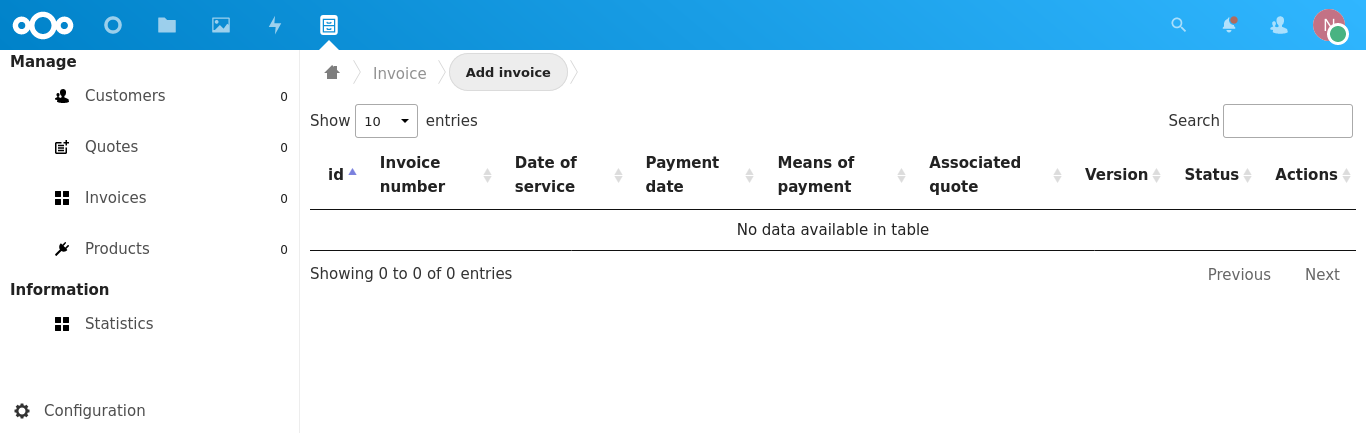 N
Manage
Customers 0
Quotes 0
Invoices 0
Products 0
Information
Statistics
Configuration
Invoice Add invoice
Show 10 entries Search
id Invoice number Date of service Payment date Means of payment Associated quote Version Status Actions
No data available in table
Showing 0 to 0 of 0 entries Previous Next